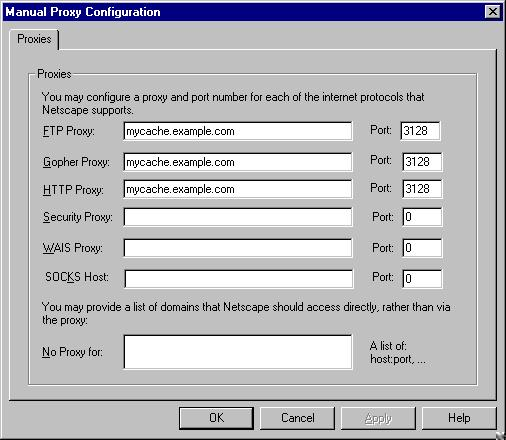 Manual Proxy Configuration
Proxies
Proxies
You may configure a proxy and port number for each of the internet protocols that
Netscape supports.
FTP Proxy: mycache.example.com Port: 3128
Gopher Proxy: mycache.example.com Port: 3128
HTTP Proxy: mycache.example.com Port: 3128
Security Proxy: Port: 0
WAIS Proxy: Port: 0
SOCKS Host: Port: 0
You may provide a list of domains that Netscape should access directly, rather than via
the proxy:
No Proxy for: A list of:
host:port, ...
OK Cancel Apply Help